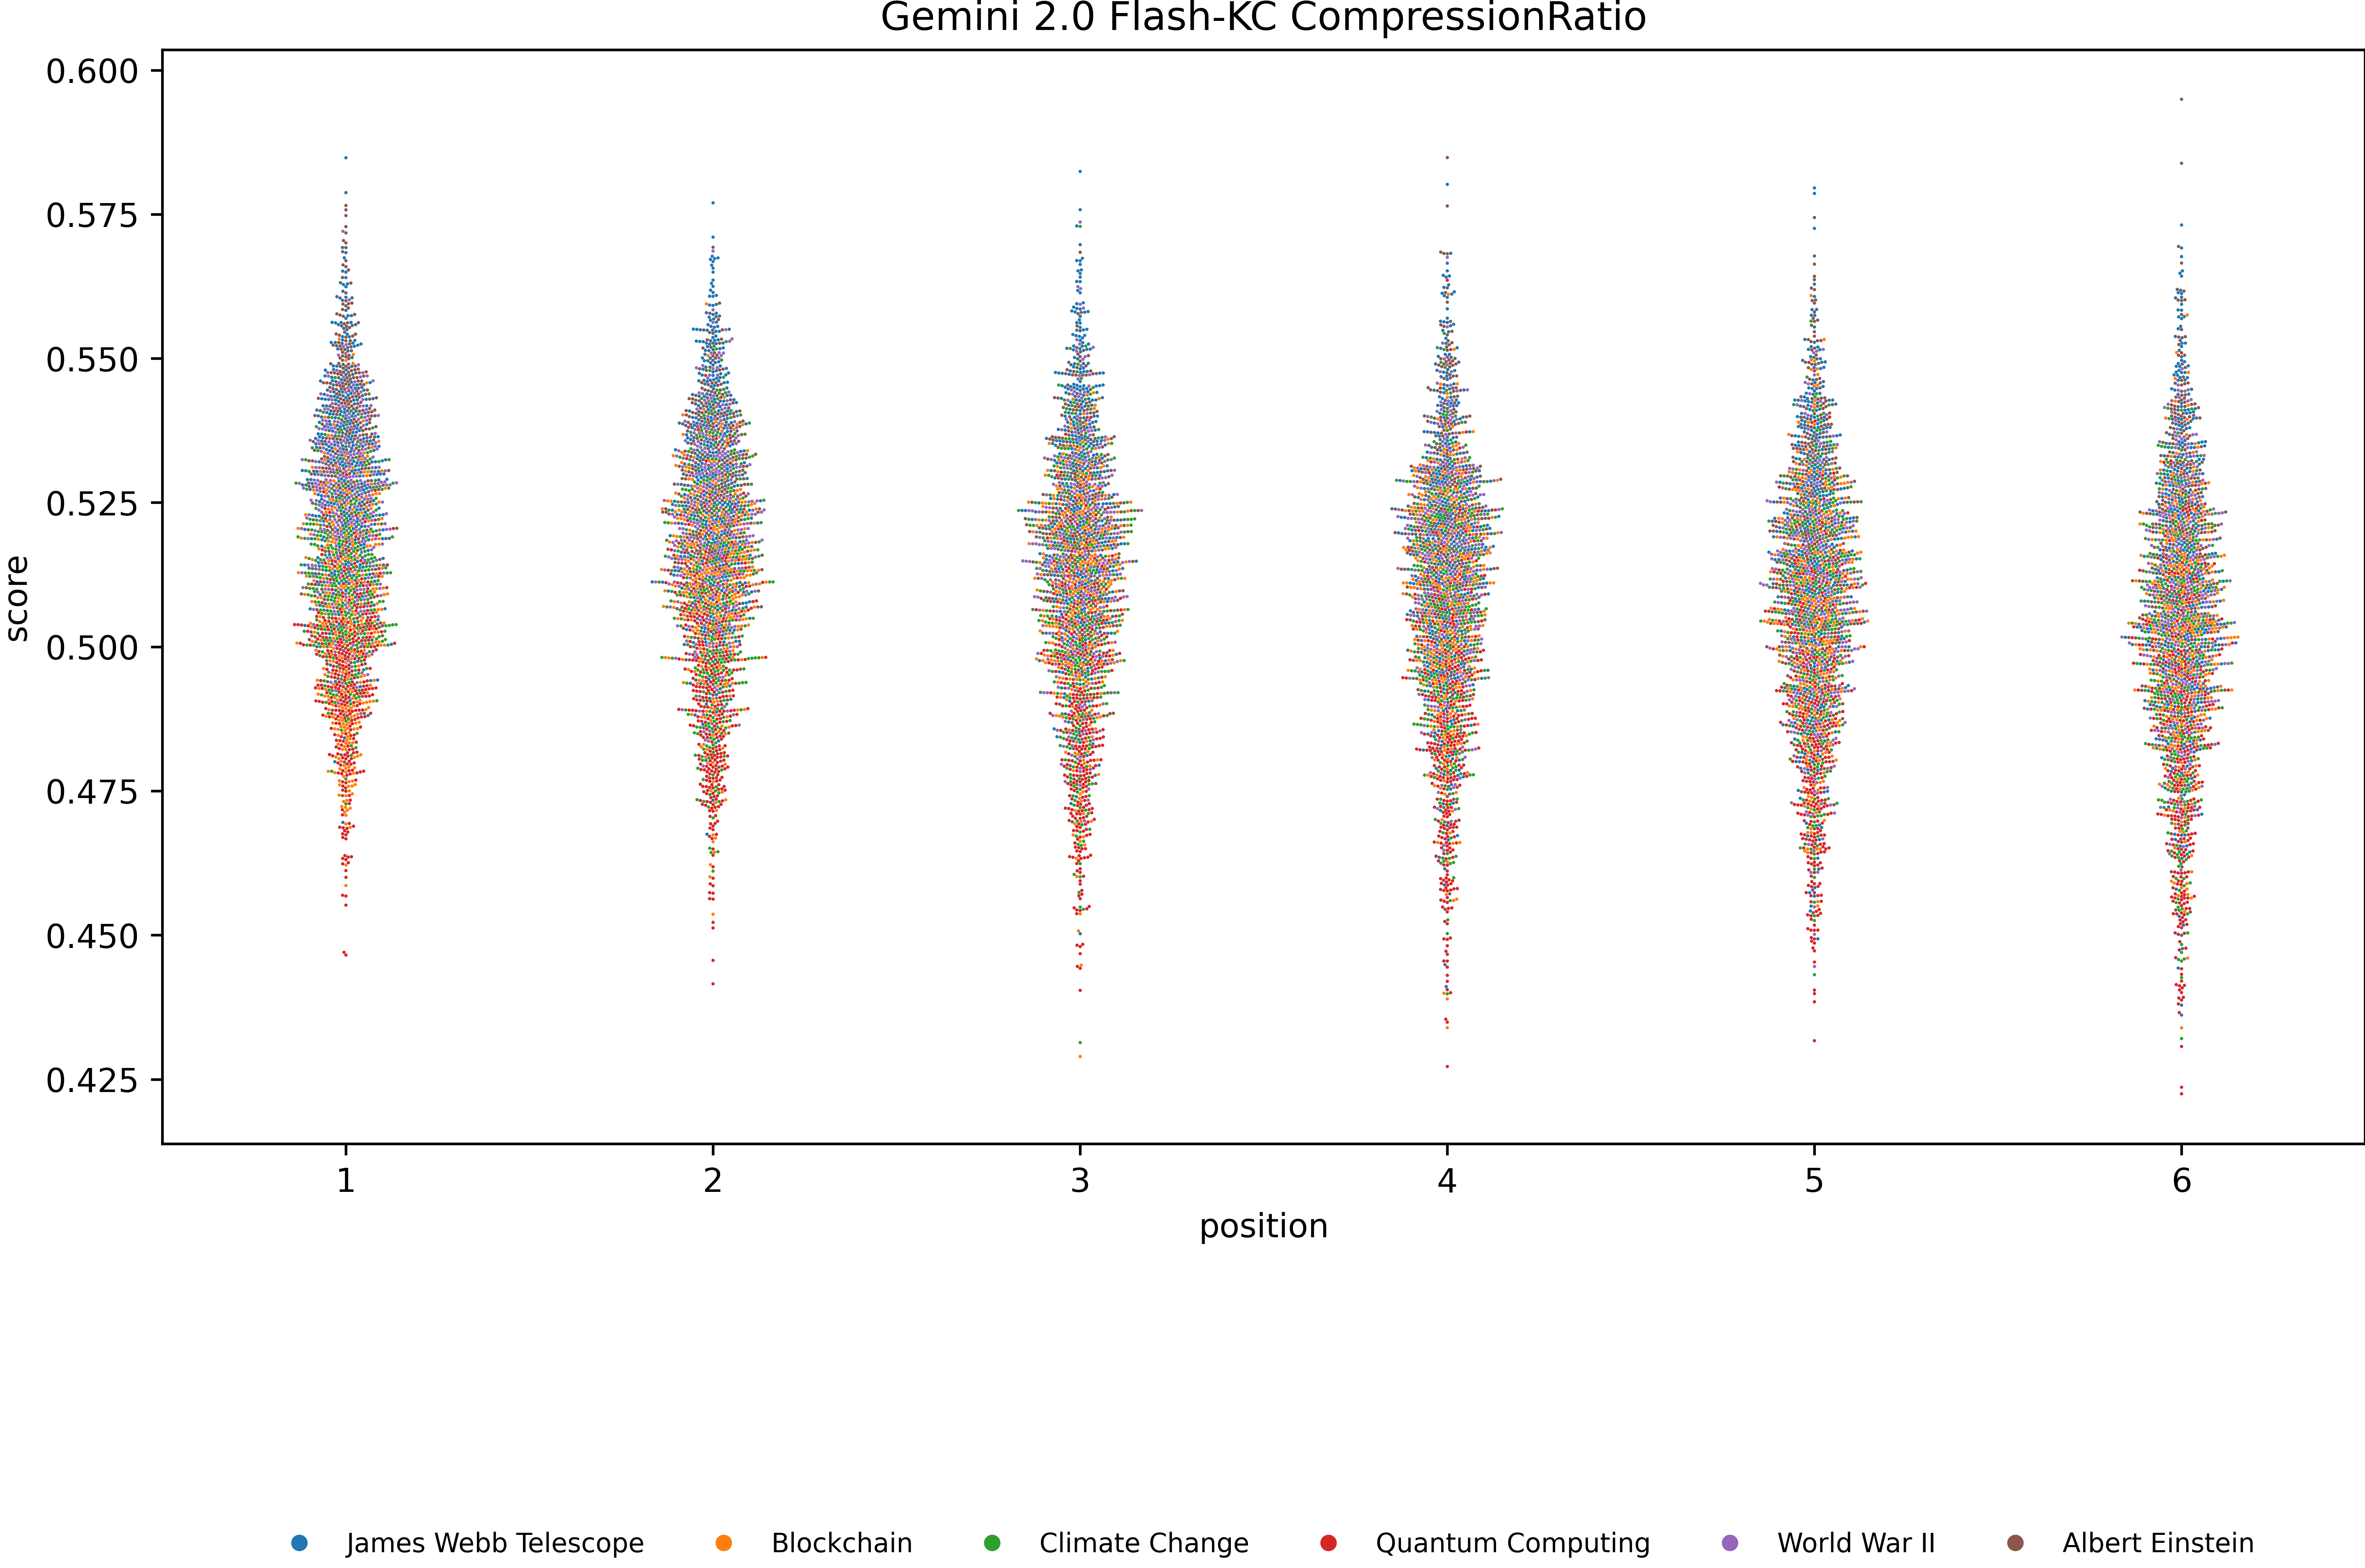 Gemini 2.0 Flash-KC CompressionRatio
0.600
0.575
0.550
0.525
0.500
0.475
0.450
0.425
score
1 2 3 4 5 6
position
James Webb Telescope Blockchain Climate Change Quantum Computing World War II Albert Einstein